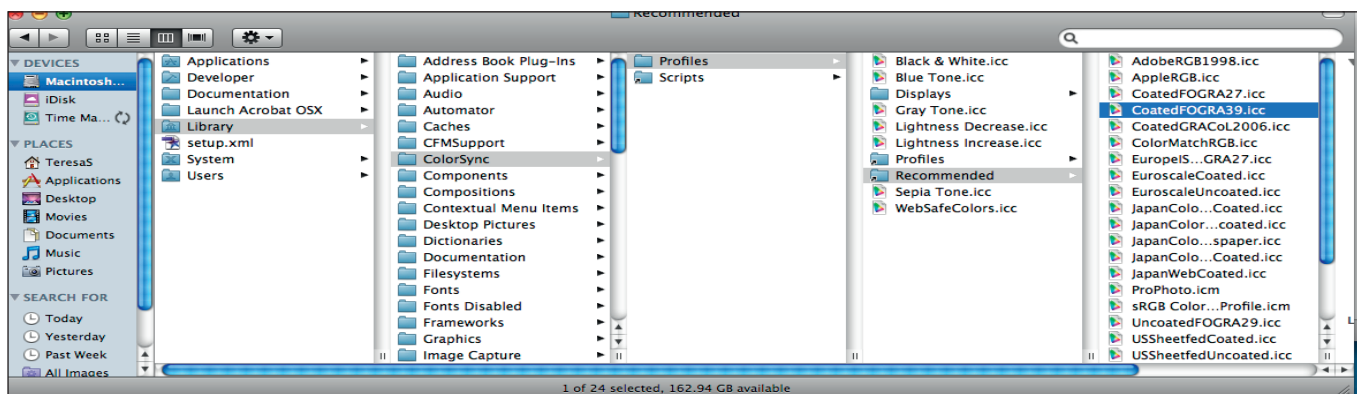 Recommended
DEVICES
Macintosh...
iDisk
Time Ma...
PLACES
TeresaS
Applications
Desktop
Movies
Documents
Music
Pictures
SEARCH FOR
Today
Yesterday
Past Week
All Images
Applications
Developer
Documentation
Launch Acrobat OSX
Library
setup.xml
System
Users
Address Book Plug-Ins
Application Support
Audio
Automator
Caches
CFMSupport
ColorSync
Components
Compositions
Contextual Menu Items
Desktop Pictures
Dictionaries
Documentation
Filesystems
Fonts
Fonts Disabled
Frameworks
Graphics
Image Capture
Profiles
Scripts
Black & White.icc
Blue Tone.icc
Displays
Gray Tone.icc
Lightness Decrease.icc
Lightness Increase.icc
Profiles
Recommended
Sepia Tone.icc
WebSafeColors.icc
AdobeRGB1998.icc
AppleRGB.icc
CoatedFOGRA27.icc
CoatedFOGRA39.icc
CoatedGRACoL2006.icc
ColorMatchRGB.icc
EuropeIS...GRA27.icc
EuroscaleCoated.icc
EuroscaleUncoated.icc
JapanColo...Coated.icc
JapanColor...coated.icc
JapanColo...spaper.icc
JapanColo...Coated.icc
JapanWebCoated.icc
ProPhoto.icm
sRGB Color...Profile.icm
UncoatedFOGRA29.icc
USSheetfedCoated.icc
USSheetfedUncoated.icc
1 of 24 selected, 162.94 GB available